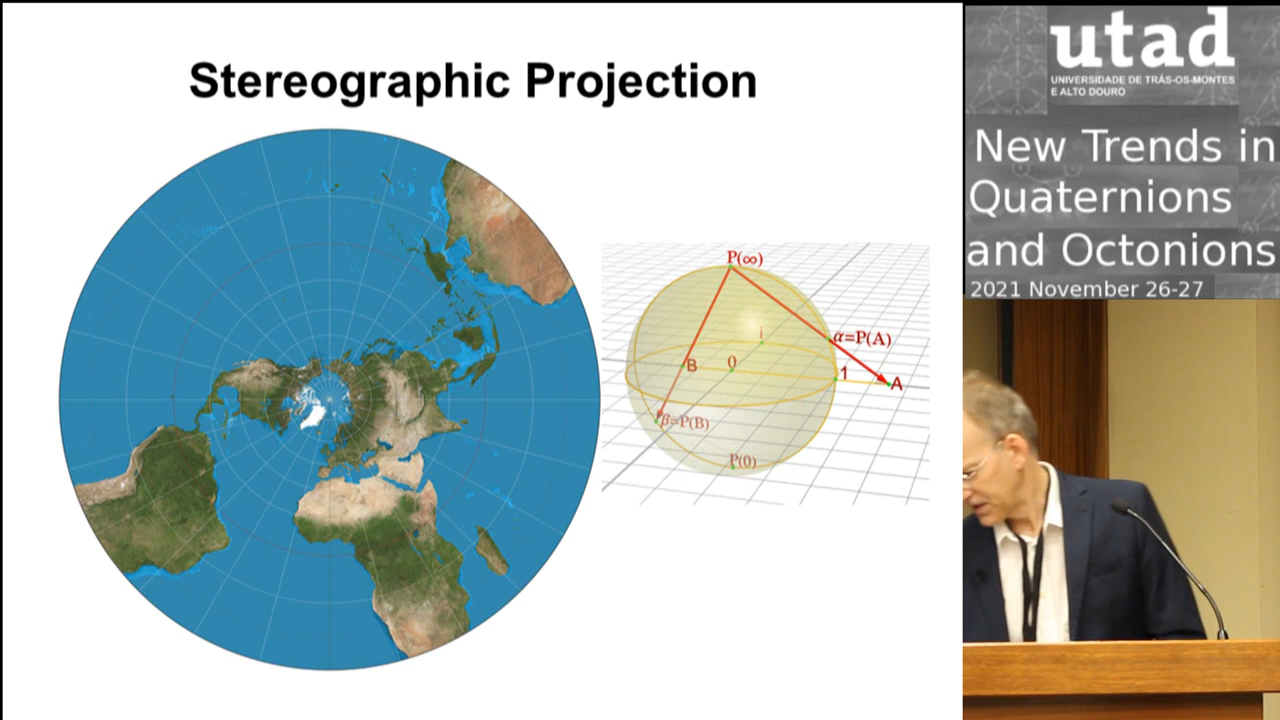 Stereographic Projection
P(∞)
i
α=P(A)
B
0
1
A
β=P(B)
P(0)
utad
UNIVERSIDADE DE TRÁS-OS-MONTES
E ALTO DOURO
New Trends in
Quaternions
and Octonions
2021 November 26-27